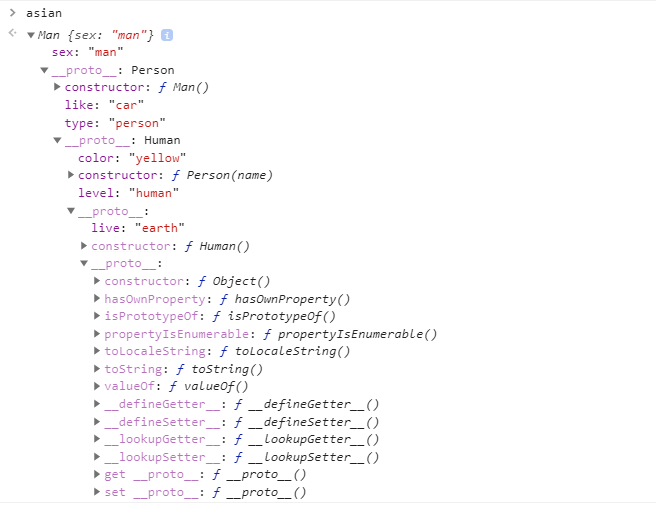 asian
Man {sex: "man"} i
sex: "man"
__proto__: Person
constructor: ƒ Man()
like: "car"
type: "person"
__proto__: Human
color: "yellow"
constructor: ƒ Person(name)
level: "human"
__proto__:
live: "earth"
constructor: ƒ Human()
__proto__:
constructor: ƒ Object()
hasOwnProperty: ƒ hasOwnProperty()
isPrototypeOf: ƒ isPrototypeOf()
propertyIsEnumerable: ƒ propertyIsEnumerable()
toLocaleString: ƒ toLocaleString()
toString: ƒ toString()
valueOf: ƒ valueOf()
__defineGetter__: ƒ __defineGetter__()
__defineSetter__: ƒ __defineSetter__()
__lookupGetter__: ƒ __lookupGetter__()
__lookupSetter__: ƒ __lookupSetter__()
get __proto__: ƒ __proto__()
set __proto__: ƒ __proto__()